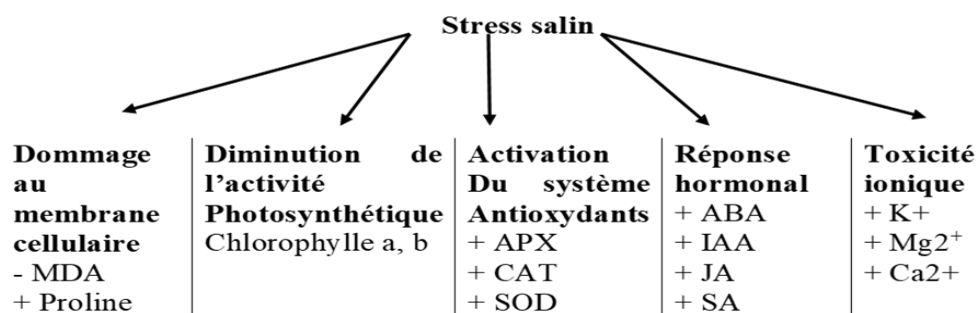 Stress salin
Dommage
au
membrane
cellulaire
- MDA
+ Proline
Diminution de
l’activité
Photosynthétique
Chlorophylle a, b
Activation
Du système
Antioxydants
+ APX
+ CAT
+ SOD
Réponse
hormonal
+ ABA
+ IAA
+ JA
+ SA
Toxicité
ionique
+ K+
+ Mg2⁺
+ Ca2+